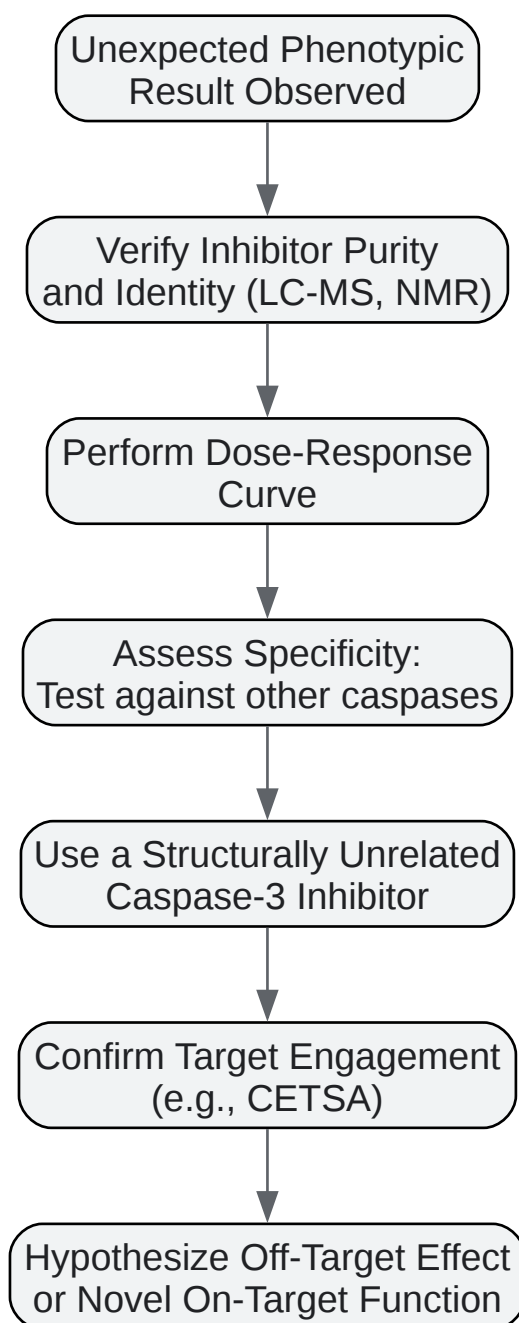 Unexpected Phenotypic
Result Observed
Verify Inhibitor Purity
and Identity (LC-MS, NMR)
Perform Dose-Response
Curve
Assess Specificity:
Test against other caspases
Use a Structurally Unrelated
Caspase-3 Inhibitor
Confirm Target Engagement
(e.g., CETSA)
Hypothesize Off-Target Effect
or Novel On-Target Function